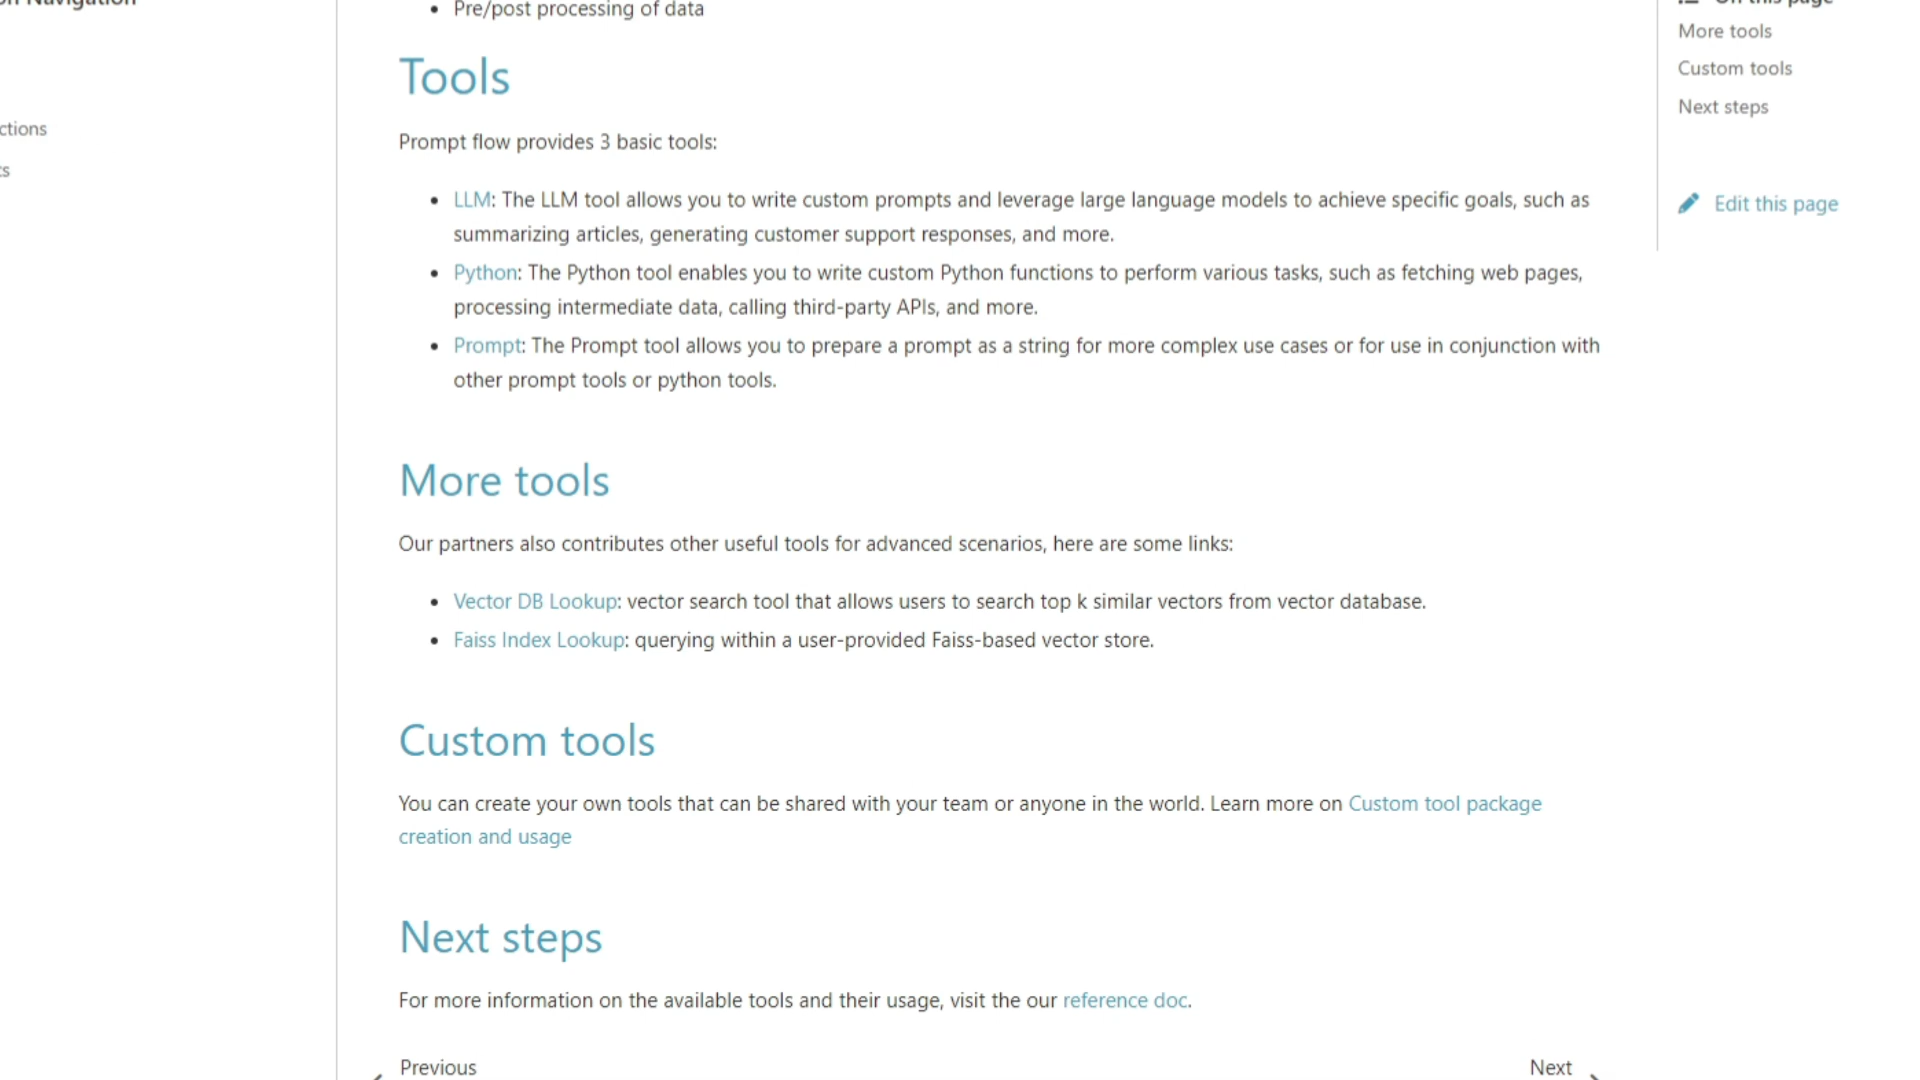 Navigation
ctions
Pre/post processing of data
Tools
Prompt flow provides 3 basic tools:
LLM: The LLM tool allows you to write custom prompts and leverage large language models to achieve specific goals, such as
summarizing articles, generating customer support responses, and more.
Python: The Python tool enables you to write custom Python functions to perform various tasks, such as fetching web pages,
processing intermediate data, calling third-party APIs, and more.
Prompt: The Prompt tool allows you to prepare a prompt as a string for more complex use cases or for use in conjunction with
other prompt tools or python tools.
More tools
Our partners also contributes other useful tools for advanced scenarios, here are some links:
Vector DB Lookup: vector search tool that allows users to search top k similar vectors from vector database.
Faiss Index Lookup: querying within a user-provided Faiss-based vector store.
Custom tools
You can create your own tools that can be shared with your team or anyone in the world. Learn more on Custom tool package
creation and usage
Next steps
For more information on the available tools and their usage, visit the our reference doc.
Previous
Next
On this page
More tools
Custom tools
Next steps
Edit this page